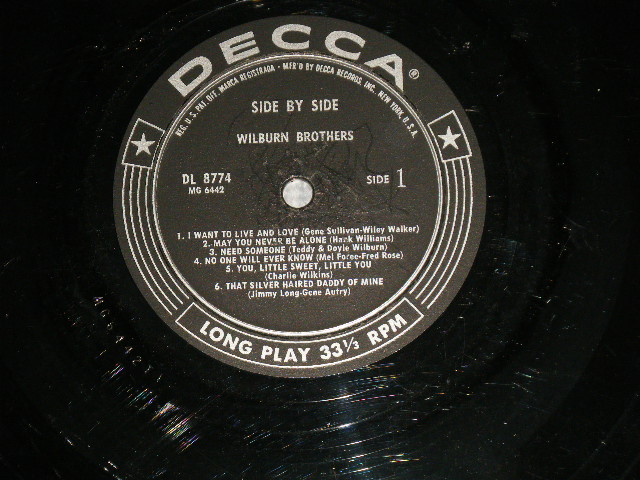 DECCA®
REG. U.S. PAT. OFF. MARCA REGISTRADA • MFR'D BY DECCA RECORDS, INC. NEW YORK, U.S.A.
SIDE BY SIDE
WILBURN BROTHERS
DL 8774
MG 6442
SIDE 1
1. I WANT TO LIVE AND LOVE (Gene Sullivan-Wiley Walker)
2. MAY YOU NEVER BE ALONE (Hank Williams)
3. NEED SOMEONE (Teddy & Doyle Wilburn)
4. NO ONE WILL EVER KNOW (Mel Foree-Fred Rose)
5. YOU, LITTLE SWEET, LITTLE YOU
(Charlie Wilkins)
6. THAT SILVER HAIRED DADDY OF MINE
(Jimmy Long-Gene Autry)
LONG PLAY 33⅓ RPM